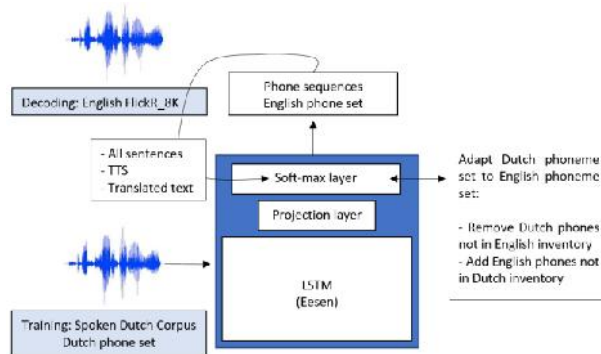 Decoding: English FlickR_8K
Phone sequences
English phone set
- All sentences
- TTS
- Translated text
Soft-max layer
Projection layer
LSTM
(Eesen)
Adapt Dutch phoneme
set to English phoneme
set:
- Remove Dutch phones
not in English inventory
- Add English phones not
in Dutch inventory
Training: Spoken Dutch Corpus
Dutch phone set